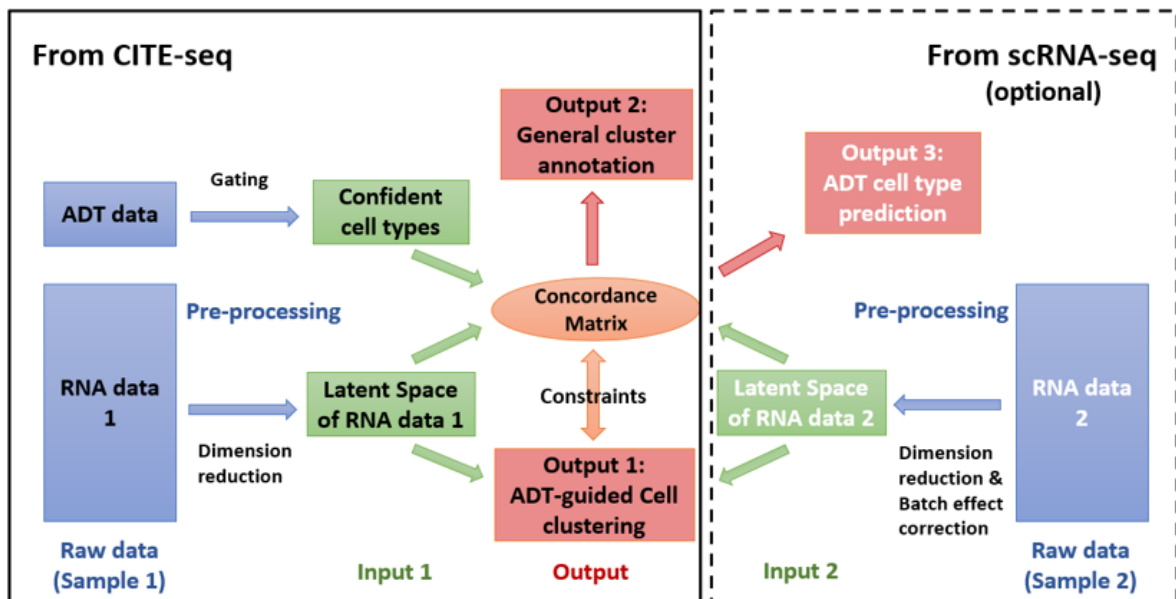 From CITE-seq
Output 2:
General cluster
annotation
Gating
ADT data
Confident
cell types
Pre-processing
Concordance
Matrix
RNA data
1
Latent Space
of RNA data 1
Constraints
Dimension
reduction
Output 1:
ADT-guided Cell
clustering
Raw data
(Sample 1)
Input 1
Output
From scRNA-seq
(optional)
Output 3:
ADT cell type
prediction
Pre-processing
Latent Space
of RNA data 2
RNA data
2
Dimension
reduction &
Batch effect
correction
Input 2
Raw data
(Sample 2)